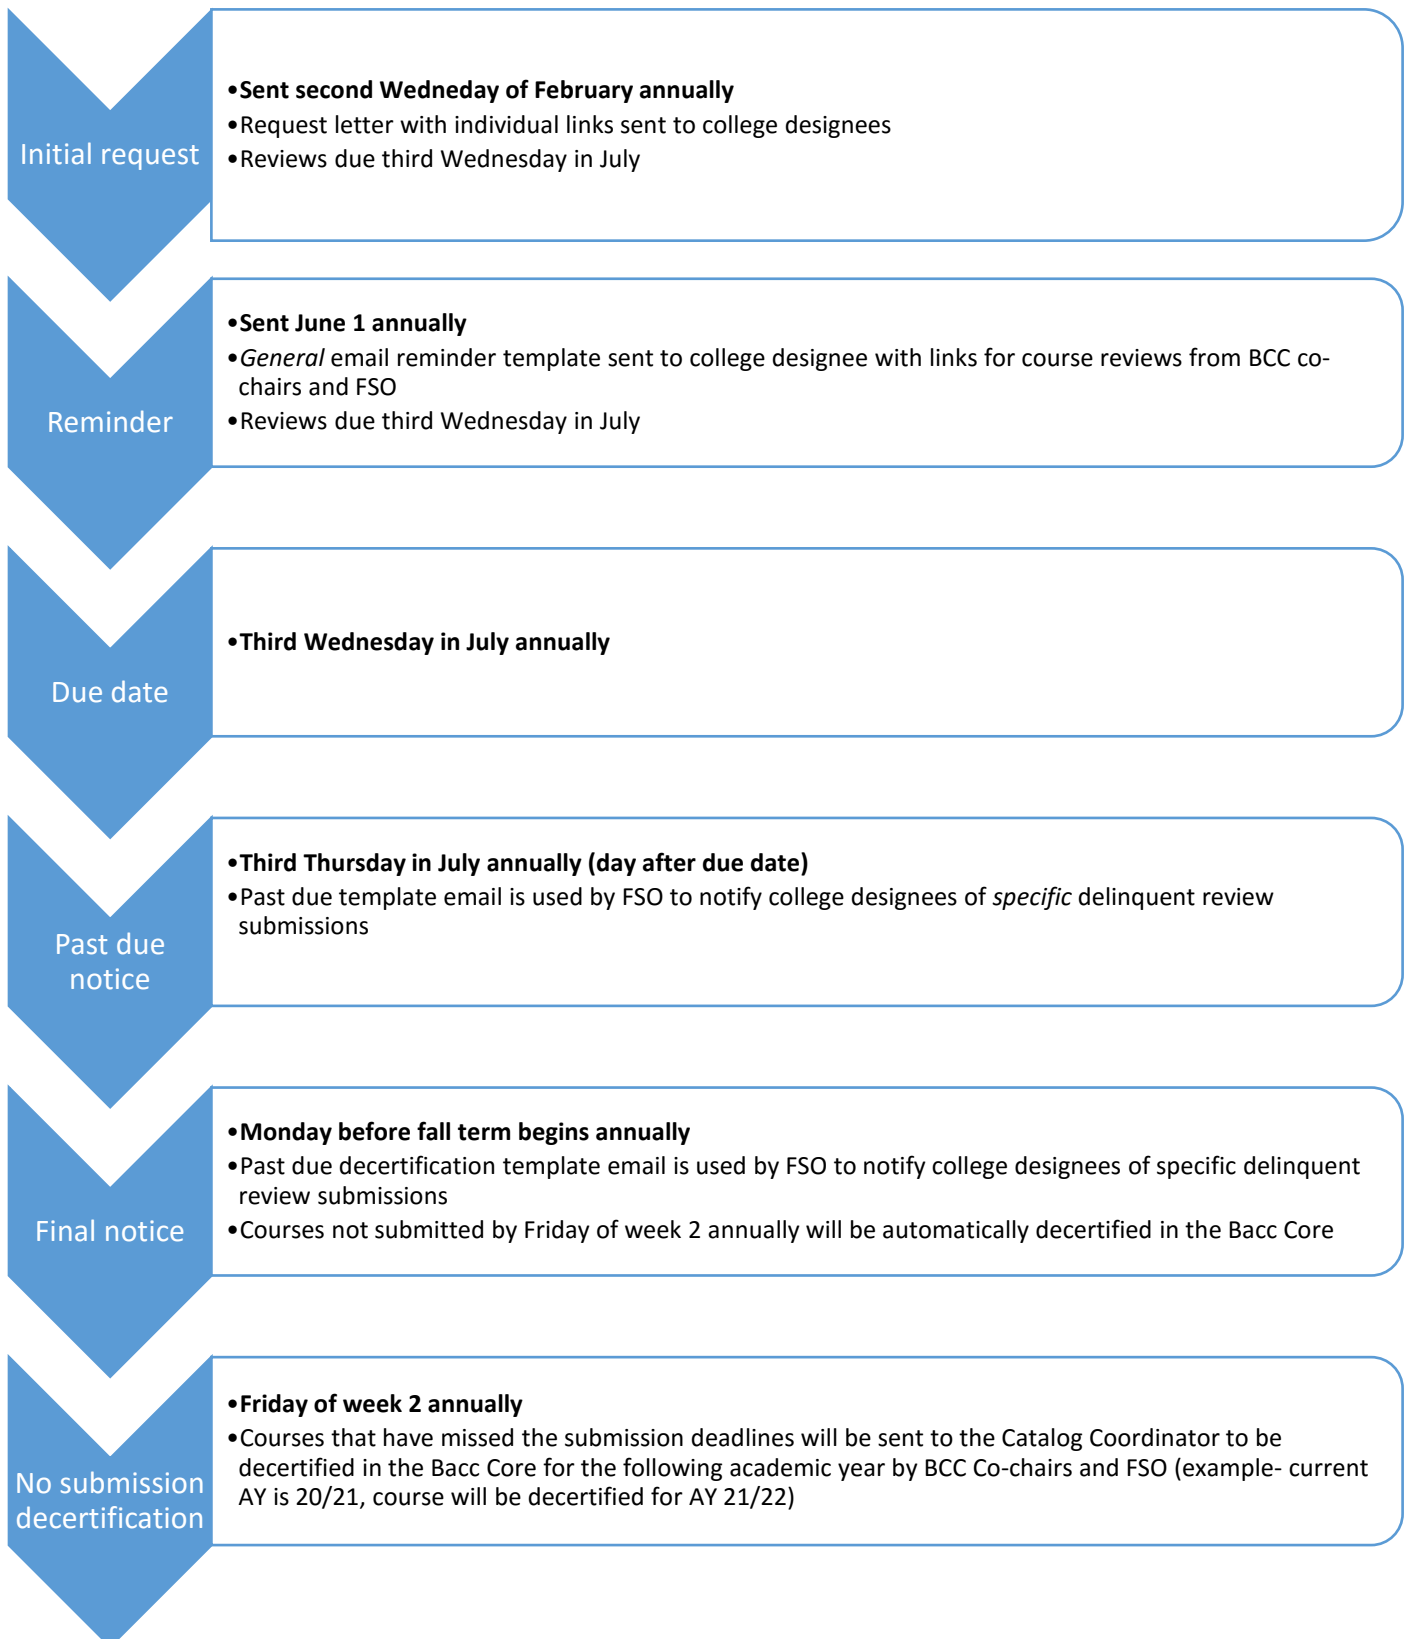 Initial request
•Sent second Wedneday of February annually
•Request letter with individual links sent to college designees
•Reviews due third Wednesday in July
Reminder
•Sent June 1 annually
•General email reminder template sent to college designee with links for course reviews from BCC co-
chairs and FSO
•Reviews due third Wednesday in July
Due date
•Third Wednesday in July annually
Past due
notice
•Third Thursday in July annually (day after due date)
•Past due template email is used by FSO to notify college designees of specific delinquent review
submissions
Final notice
•Monday before fall term begins annually
•Past due decertification template email is used by FSO to notify college designees of specific delinquent
review submissions
•Courses not submitted by Friday of week 2 annually will be automatically decertified in the Bacc Core
No submission
decertification
•Friday of week 2 annually
•Courses that have missed the submission deadlines will be sent to the Catalog Coordinator to be
decertified in the Bacc Core for the following academic year by BCC Co-chairs and FSO (example- current
AY is 20/21, course will be decertified for AY 21/22)